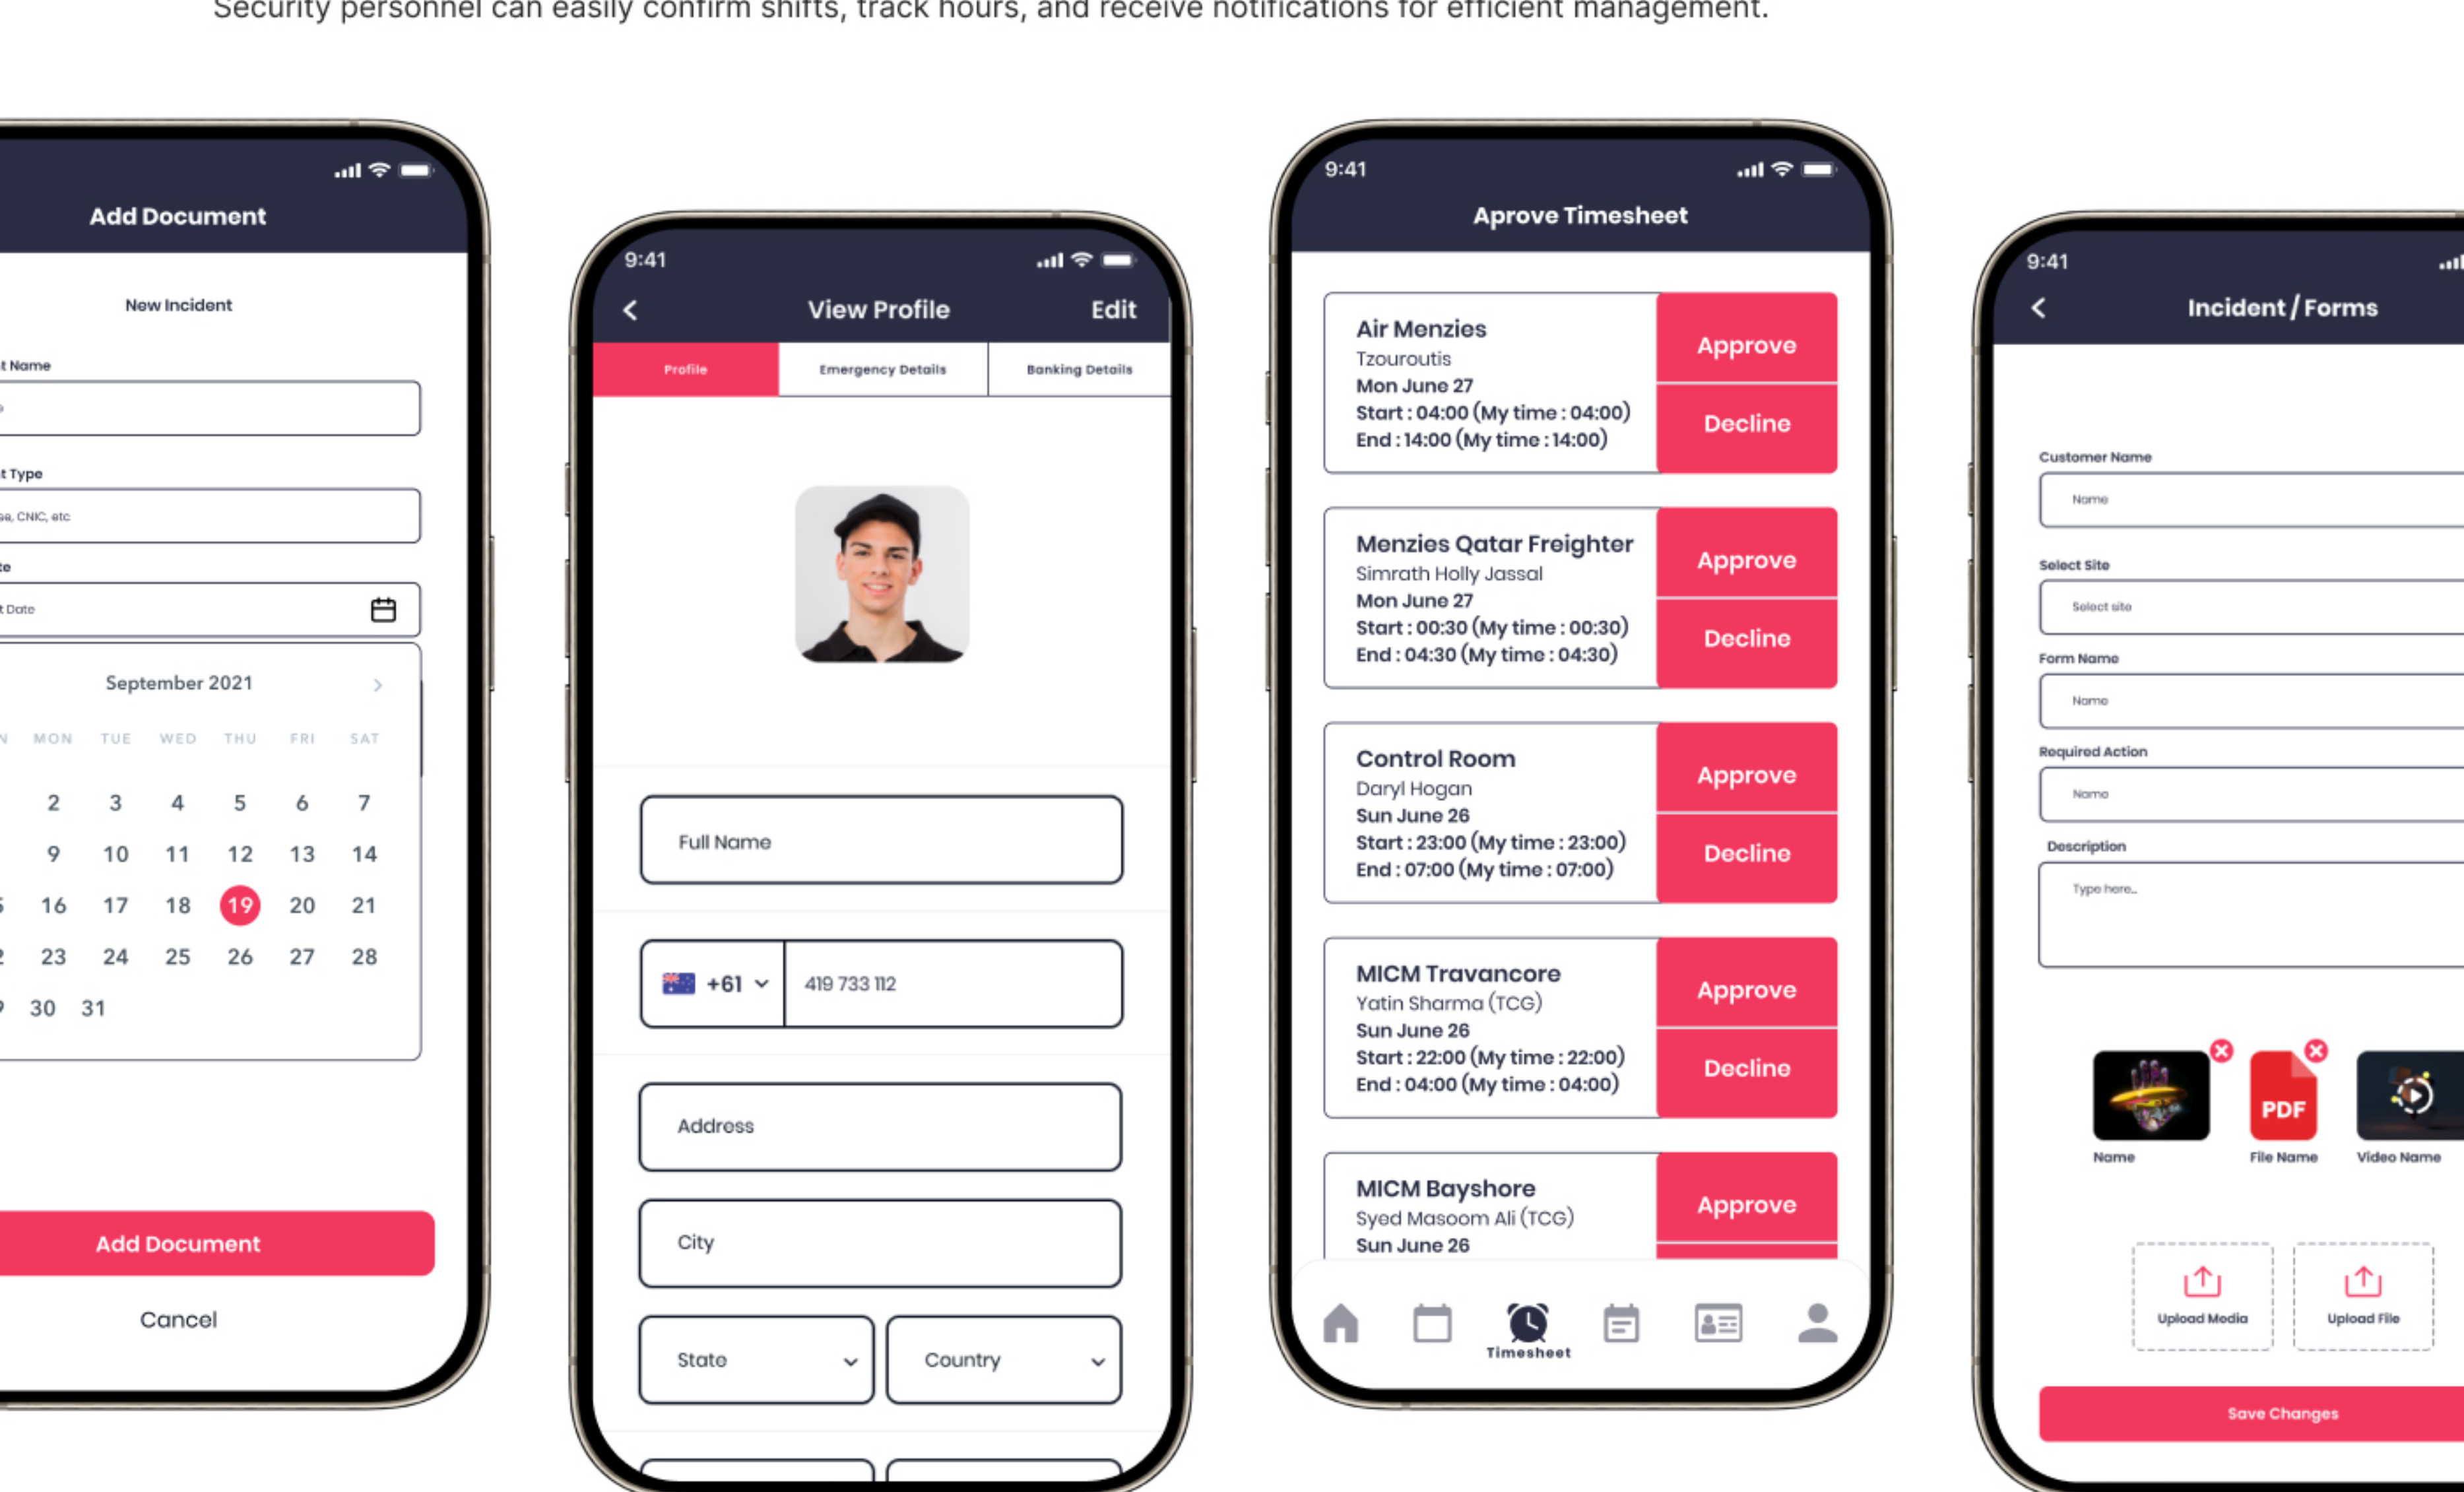 Security personnel can easily confirm shifts, track hours, and receive notifications for efficient management.
Add Document
New Incident
t Name
t Type
se, CNIC, etc
te
t Date
September 2021
N MON TUE WED THU FRI SAT
2 3 4 5 6 7
9 10 11 12 13 14
16 17 18 19 20 21
23 24 25 26 27 28
30 31
Add Document
Cancel
9:41
View Profile
Edit
Profile
Emergency Details
Banking Details
Full Name
+61
419 733 112
Address
City
State
Country
9:41
Aprove Timesheet
Air Menzies
Tzouroutis
Mon June 27
Start : 04:00 (My time : 04:00)
End : 14:00 (My time : 14:00)
Approve
Decline
Menzies Qatar Freighter
Simrath Holly Jassal
Mon June 27
Start : 00:30 (My time : 00:30)
End : 04:30 (My time : 04:30)
Approve
Decline
Control Room
Daryl Hogan
Sun June 26
Start : 23:00 (My time : 23:00)
End : 07:00 (My time : 07:00)
Approve
Decline
MICM Travancore
Yatin Sharma (TCG)
Sun June 26
Start : 22:00 (My time : 22:00)
End : 04:00 (My time : 04:00)
Approve
Decline
MICM Bayshore
Syed Masoom Ali (TCG)
Sun June 26
Approve
Timesheet
9:41
Incident / Forms
Customer Name
Name
Select Site
Select site
Form Name
Name
Required Action
Name
Description
Type here...
PDF
Name
File Name
Video Name
Upload Media
Upload File
Save Changes